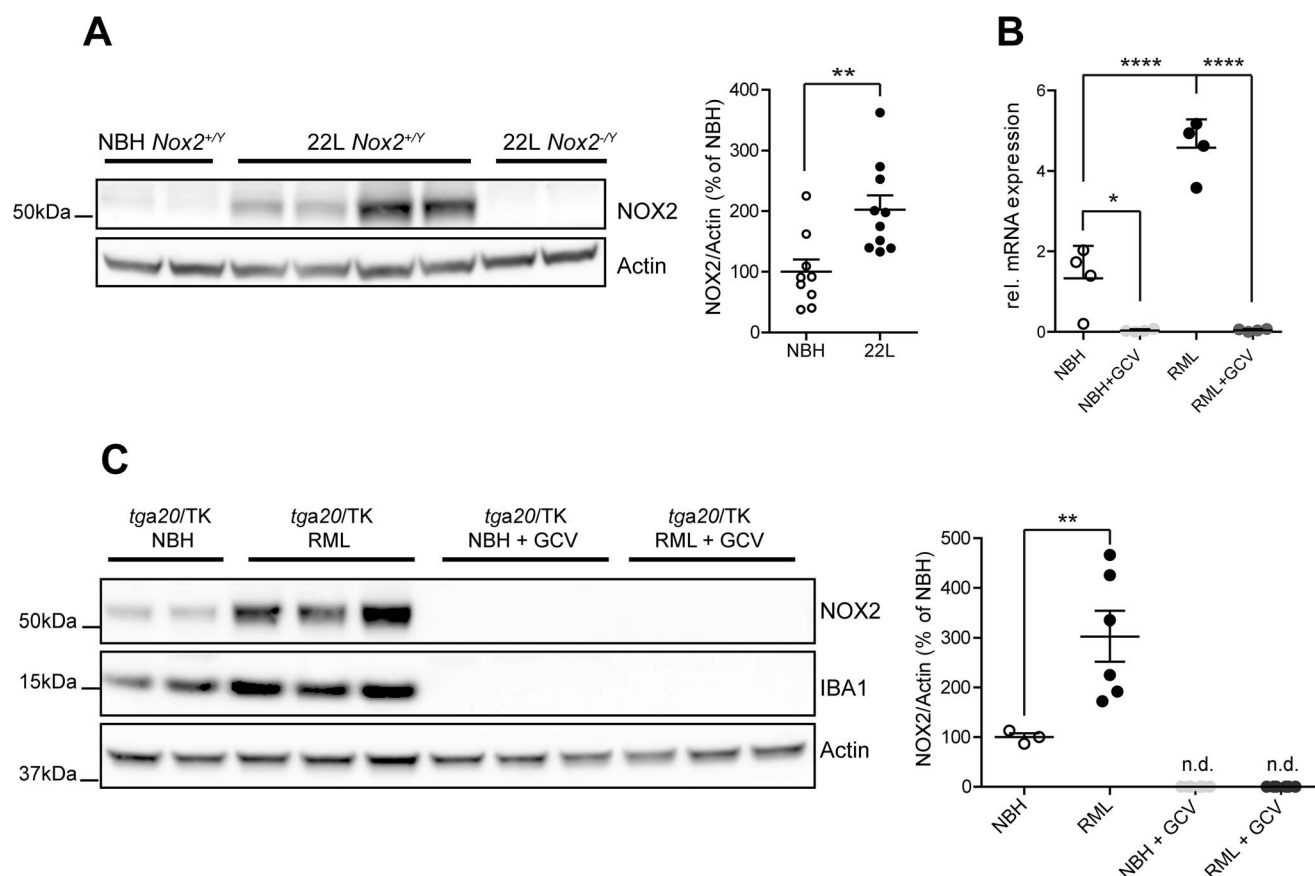 A
NBH Nox2+/Y 22L Nox2+/Y 22L Nox2-/Y
50kDa
NOX2
Actin
**
400
300
200
100
0
NOX2/Actin (% of NBH)
NBH 22L
B
**** ****
*
6
4
2
0
rel. mRNA expression
NBH NBH+GCV RML RML+GCV
C
tga20/TK tga20/TK tga20/TK tga20/TK
NBH RML NBH + GCV RML + GCV
50kDa
NOX2
15kDa
IBA1
Actin
37kDa
**
500
400
300
200
100
0
NOX2/Actin (% of NBH)
n.d. n.d.
NBH RML NBH + GCV RML + GCV